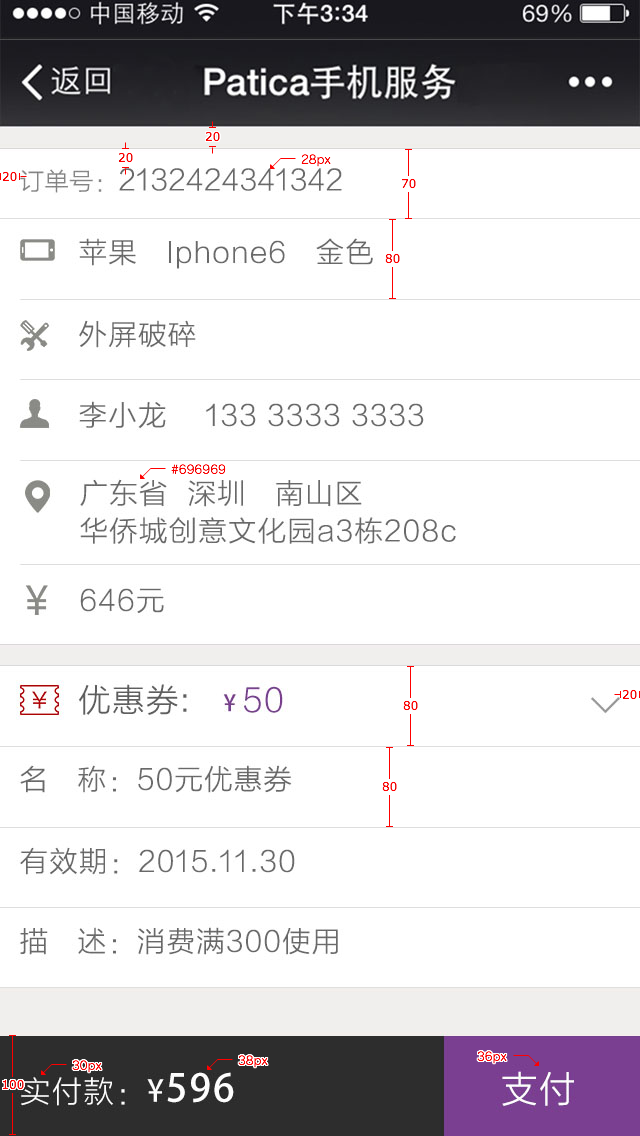 中国移动 下午3:34 69%
返回 Patica手机服务
20
20 28px
20 订单号: 2132424341342 70
苹果 Iphone6 金色 80
外屏破碎
李小龙 133 3333 3333
#696969
广东省 深圳 南山区
华侨城创意文化园a3栋208c
¥ 646元
¥ 优惠券: ¥50 80 20
名 称: 50元优惠券 80
有效期: 2015.11.30
描 述: 消费满300使用
30px 38px 36px
100 实付款: ¥596 支付